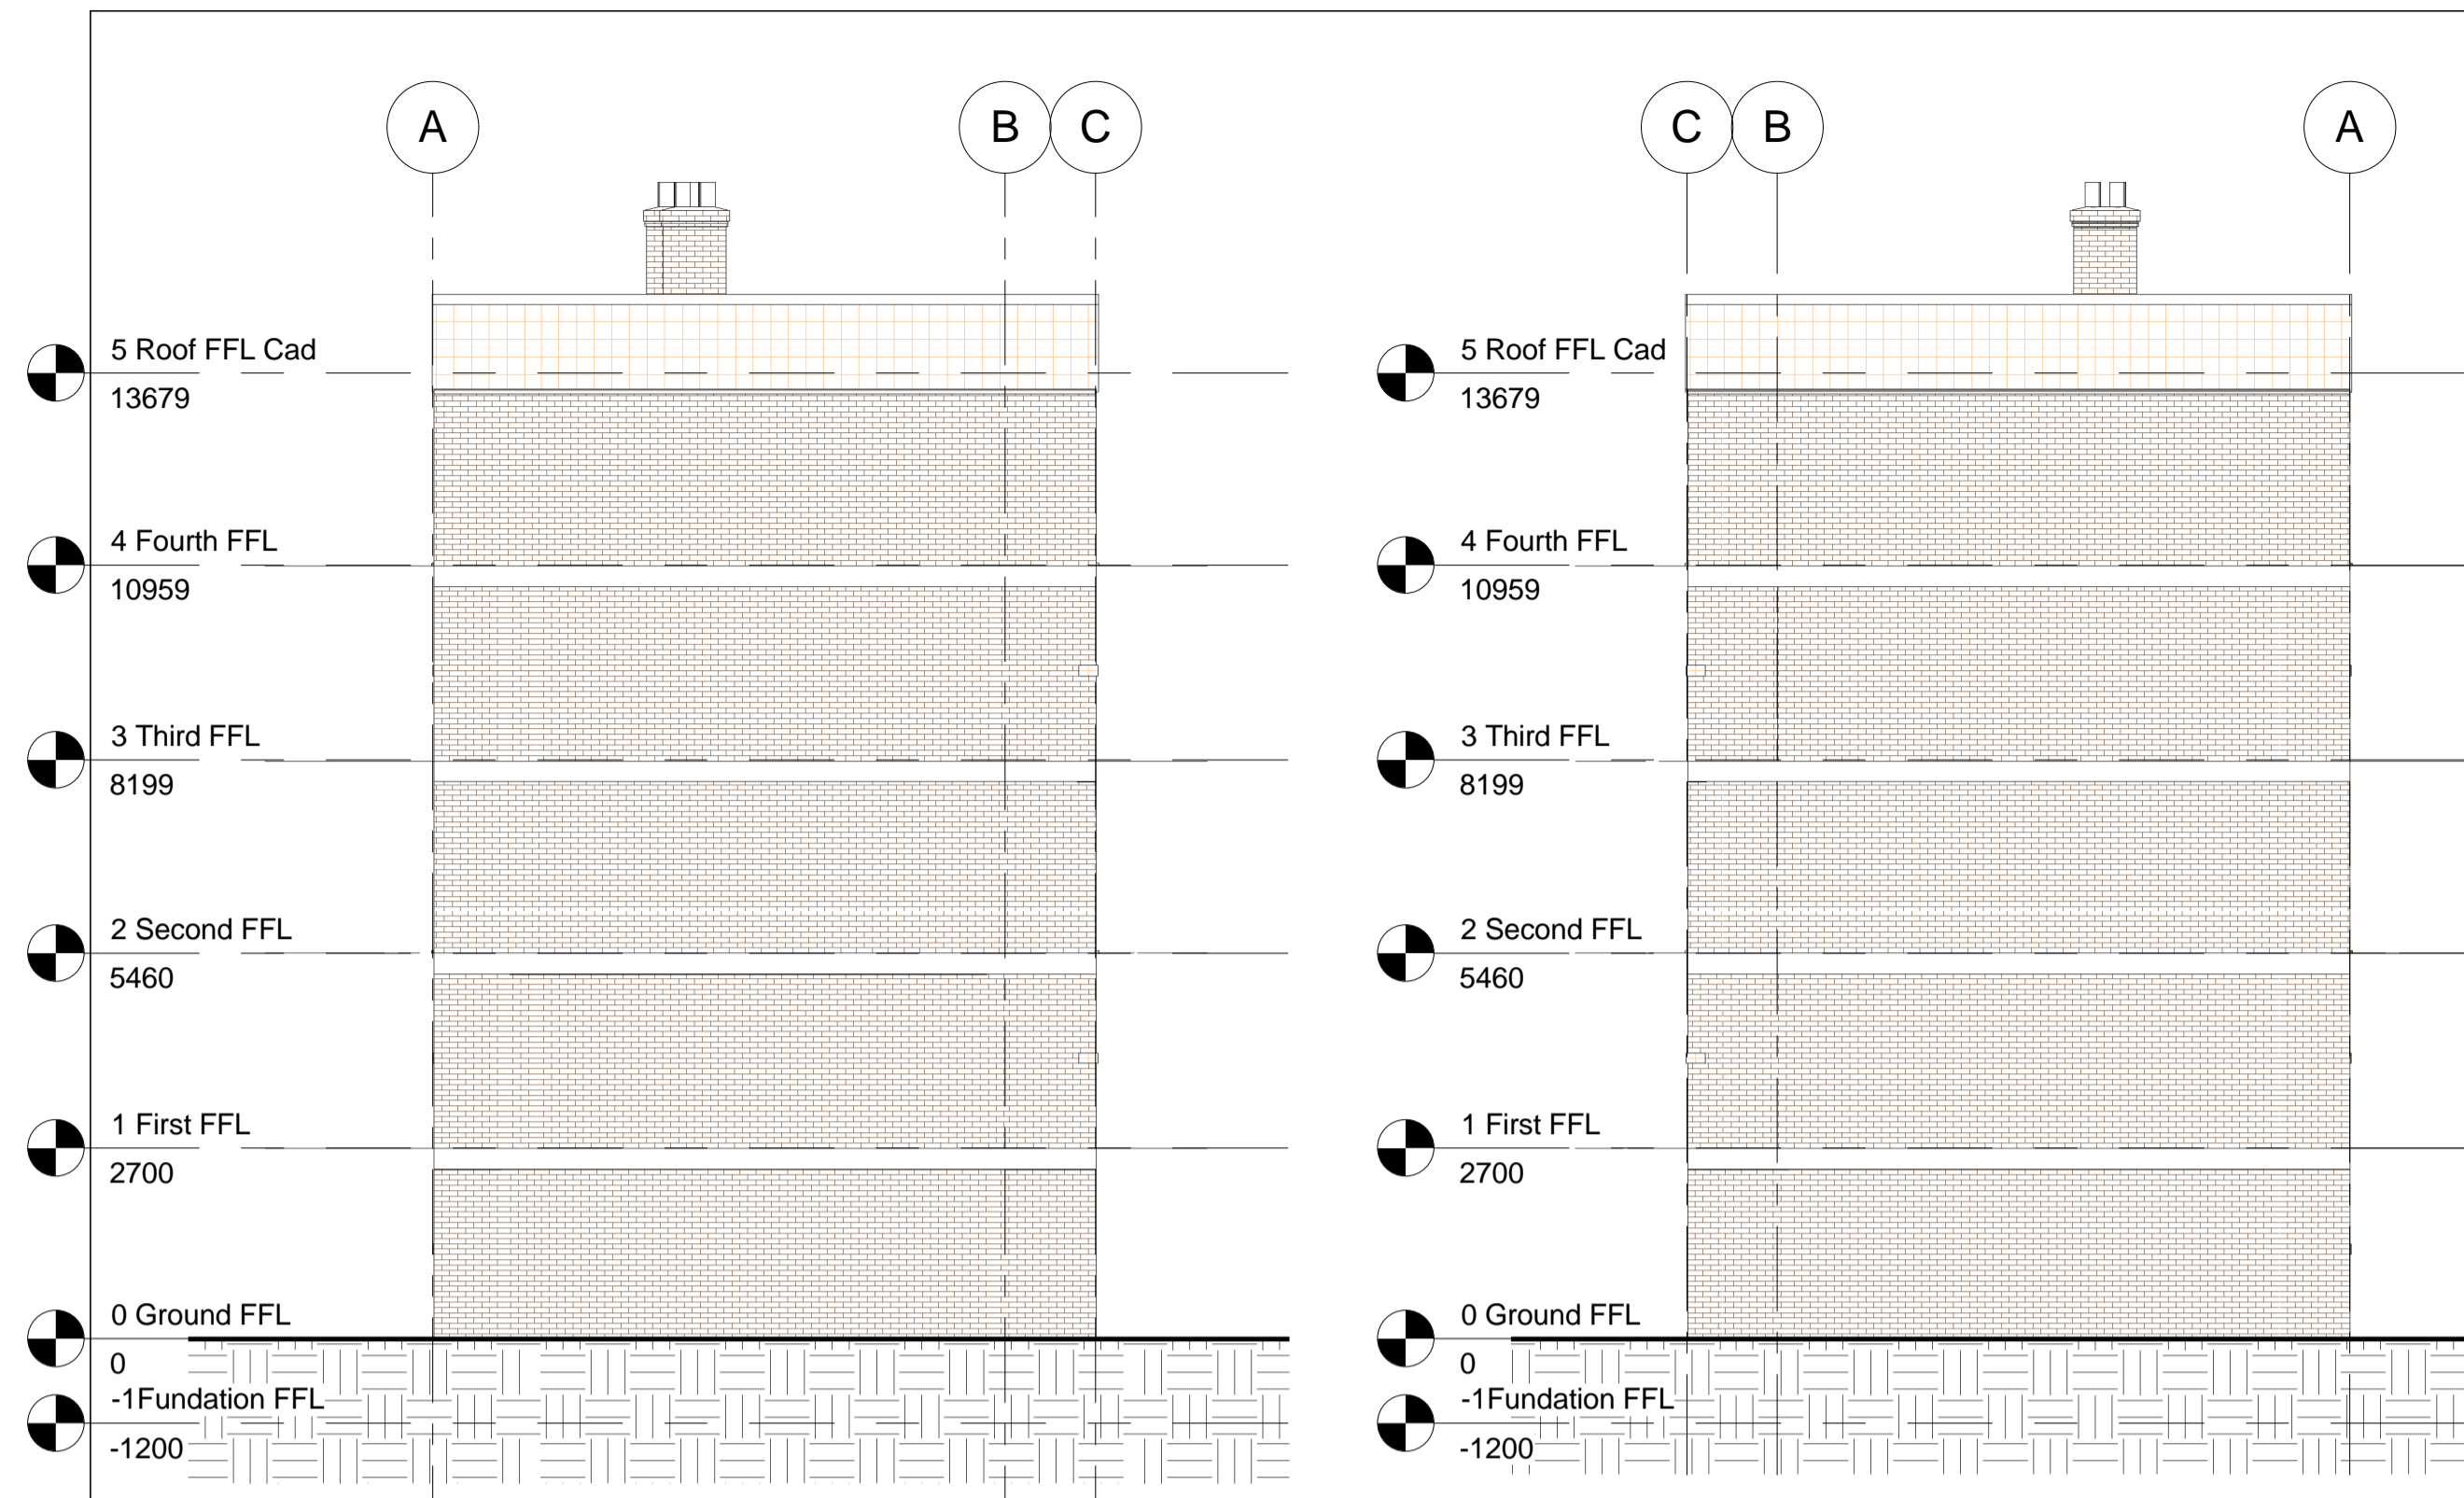 A B C
5 Roof FFL Cad
13679
4 Fourth FFL
10959
3 Third FFL
8199
2 Second FFL
5460
1 First FFL
2700
0 Ground FFL
0
-1Fundation FFL
-1200
C B A
5 Roof FFL Cad
13679
4 Fourth FFL
10959
3 Third FFL
8199
2 Second FFL
5460
1 First FFL
2700
0 Ground FFL
0
-1Fundation FFL
-1200